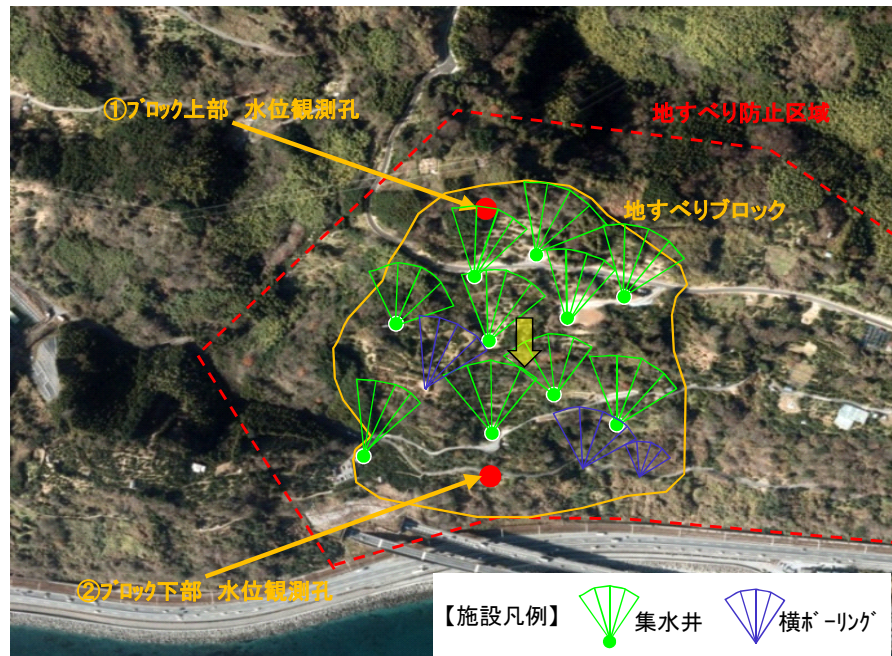 ①ブロック上部 水位観測孔
地すべり防止区域
地すべりブロック
②ブロック下部 水位観測孔
【施設凡例】 集水井 横ボーリング